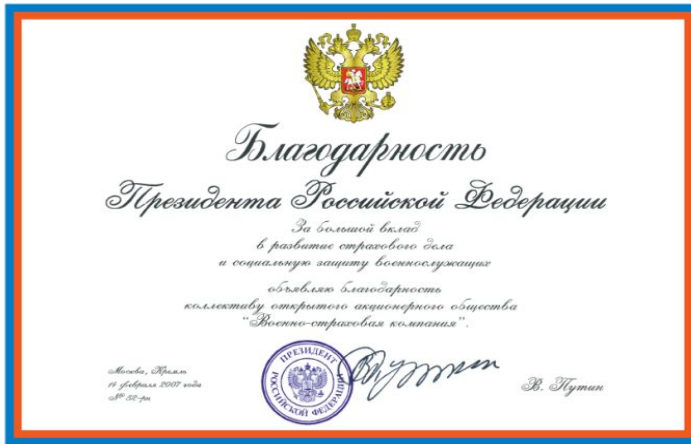 Благодарность
Президента Российской Федерации
За большой вклад
в развитие страхового дела
и социальную защиту военнослужащих
объявляю благодарность
коллективу открытого акционерного общества
"Военно-страховая компания".
Москва, Кремль
14 февраля 2007 года
№ 52-рп
ПРЕЗИДЕНТ
РОССИЙСКОЙ ФЕДЕРАЦИИ
В. Путин